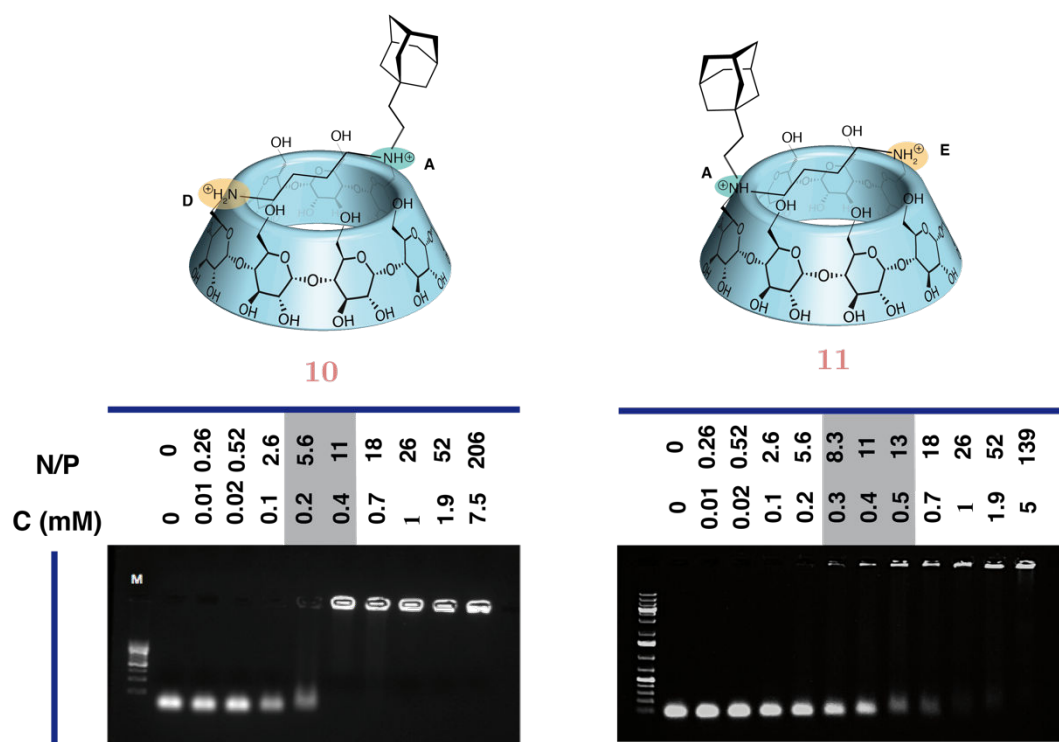 OH
OH
NH⊕
A
D
⊕H₂N
OH
OH
OH
O
O
O
OH
OH
OH
OH
OH
OH
10
OH
OH
NH₂⊕
E
A
⊕NH
OH
OH
OH
O
O
O
OH
OH
OH
OH
OH
OH
11
N/P 0 0.26 0.52 2.6 5.6 11 18 26 52 206
C (mM) 0 0.01 0.02 0.1 0.2 0.4 0.7 1 1.9 7.5
M
0 0.26 0.52 2.6 5.6 8.3 11 13 18 26 52 139
0 0.01 0.02 0.1 0.2 0.3 0.4 0.5 0.7 1 1.9 5